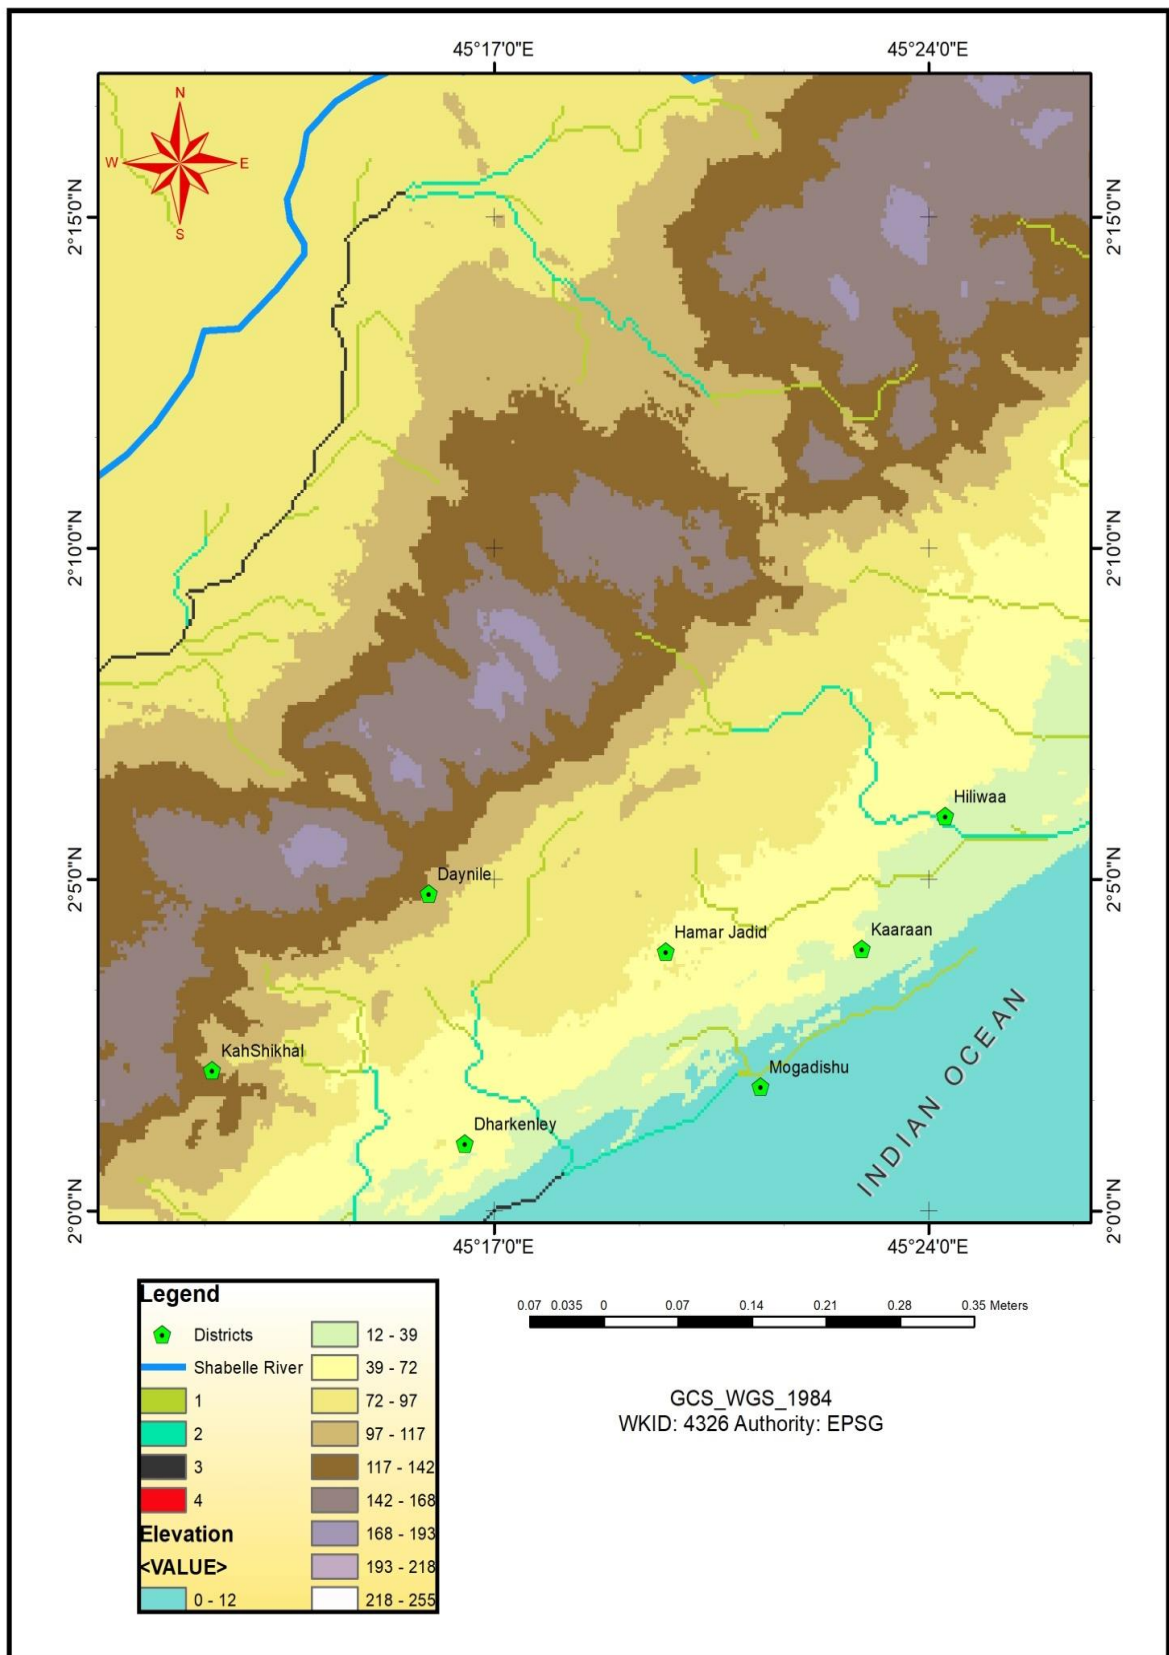 45°17'0"E 45°24'0"E
N
W E
S
2°15'0"N 2°15'0"N
2°10'0"N 2°10'0"N
Hiliwaa
2°5'0"N 2°5'0"N
Daynile
Hamar Jadid
Kaaraan
KahShikhal
Mogadishu
Dharkenley
INDIAN OCEAN
2°0'0"N 2°0'0"N
45°17'0"E 45°24'0"E
Legend
Districts
Shabelle River
1
2
3
4
Elevation
<VALUE>
0 - 12
12 - 39
39 - 72
72 - 97
97 - 117
117 - 142
142 - 168
168 - 193
193 - 218
218 - 255
0.07 0.035 0 0.07 0.14 0.21 0.28 0.35 Meters
GCS_WGS_1984
WKID: 4326 Authority: EPSG